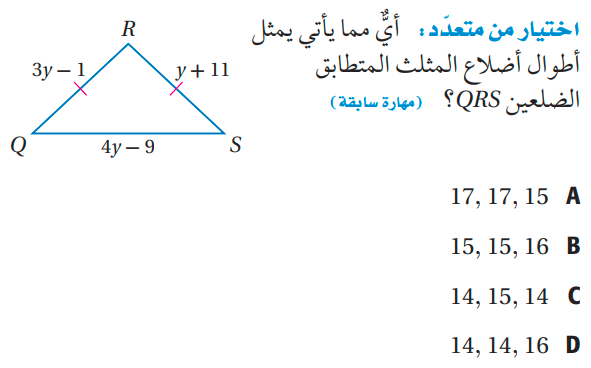 اختيار من متعدّد: أيٌّ مما يأتي يمثل
أطوال أضلاع المثلث المتطابق
الضلعين QRS؟ (مهارة سابقة)
R
3y – 1
y + 11
Q
4y – 9
S
A 17, 17, 15
B 15, 15, 16
C 14, 15, 14
D 14, 14, 16